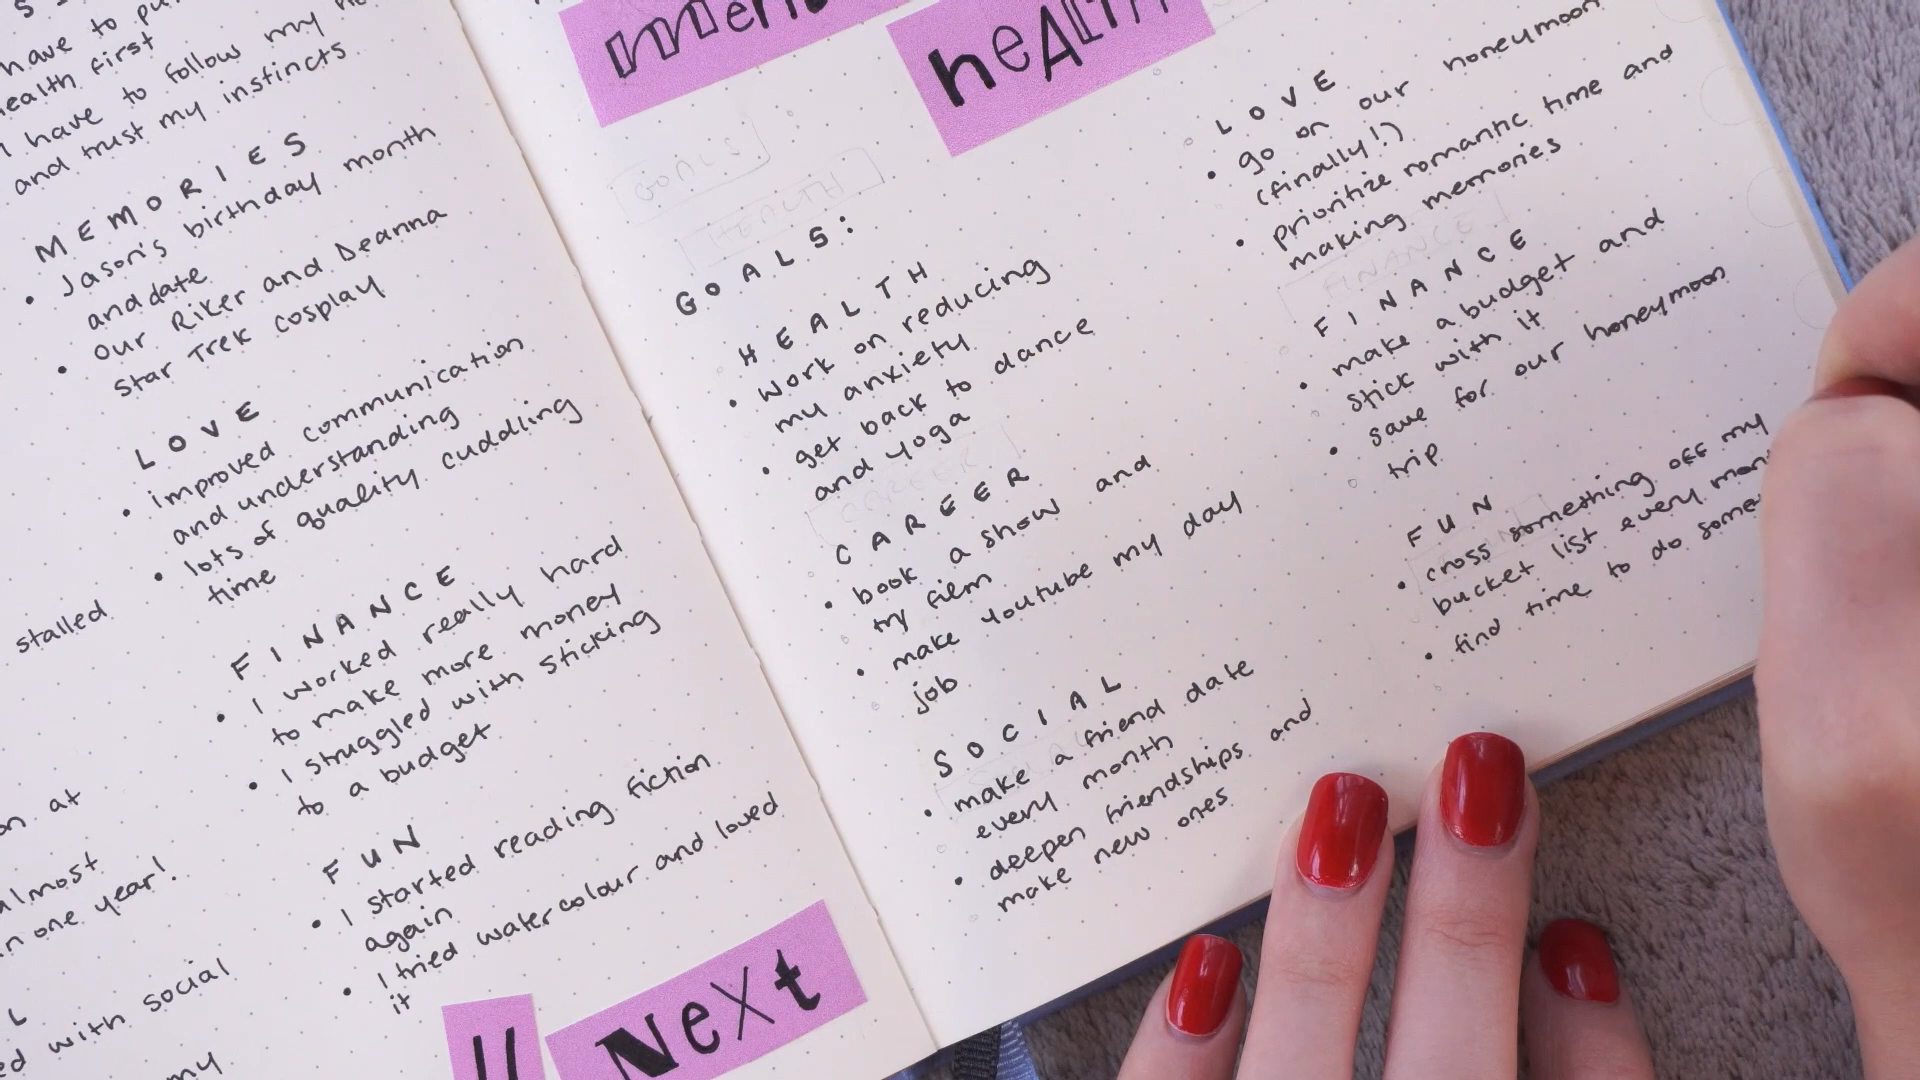 have to
health first
I have to follow my
and trust my instincts
MEMORIES
• Jason's birthday month
and date
• our Riker and Deanna
Star Trek cosplay
LOVE
• improved communication
and understanding
• lots of quality cuddling
time
stalled
FINANCE
• I worked really hard
to make more money
• I struggled with sticking
to a budget
at
almost
in one year!
FUN
• I started reading fiction
again
• I tried watercolour and loved
it
with social
my
Next
health
GOALS
HEALTH
GOALS:
HEALTH
• work on reducing
my anxiety
• get back to dance
and yoga
CAREER
CAREER
• book a show and
try film
• make youtube my day
job
SOCIAL
• make a friend date
every month
• deepen friendships and
make new ones
LOVE
• go on our honeymoon
(finally!)
• prioritize romantic time and
making memories
FINANCE
FINANCE
• make a budget and
stick with it
• save for our honeymoon
trip
FUN
• cross something off my
bucket list every
• find time to do